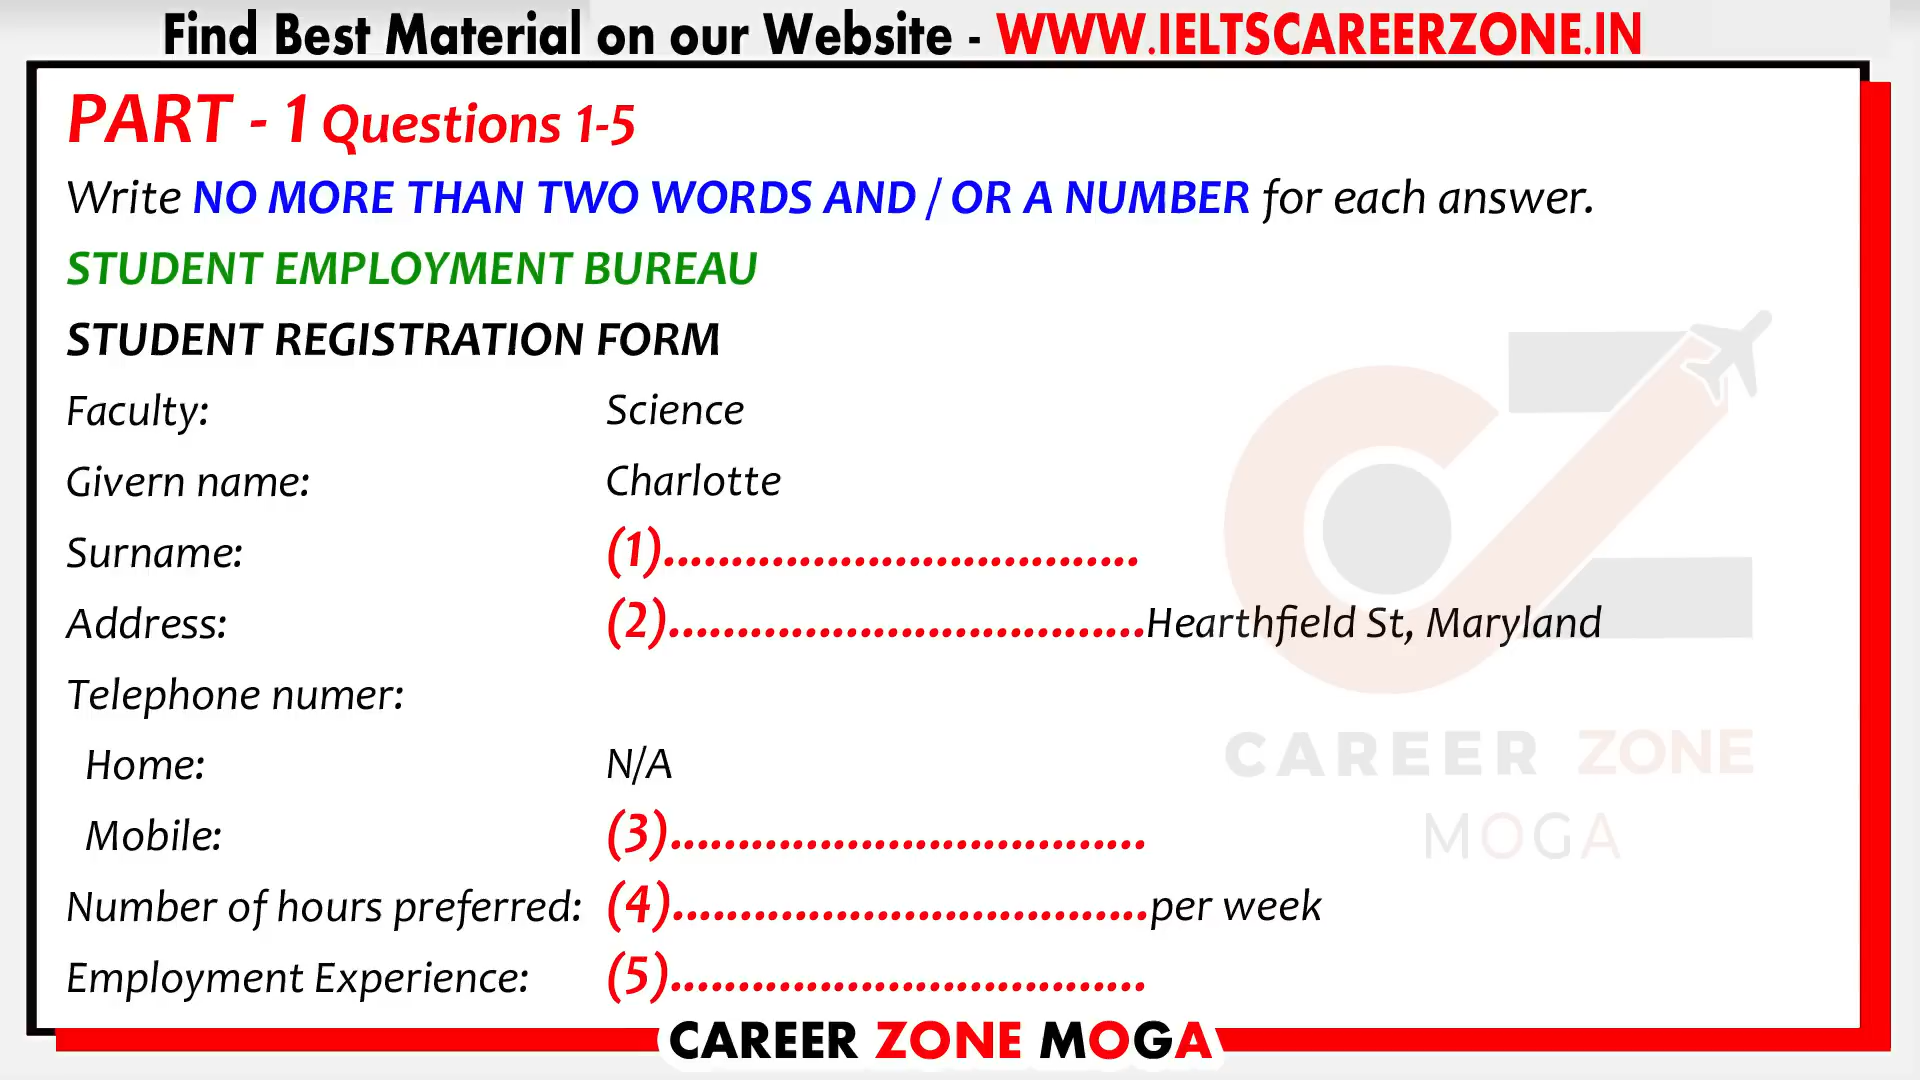 Find Best Material on our Website - WWW.IELTSCAREERZONE.IN
PART - 1 Questions 1-5
Write NO MORE THAN TWO WORDS AND / OR A NUMBER for each answer.
STUDENT EMPLOYMENT BUREAU
STUDENT REGISTRATION FORM
Faculty: Science
Givern name: Charlotte
Surname: (1)...................................
Address: (2)...................................Hearthfield St, Maryland
Telephone numer:
Home: N/A
Mobile: (3)...................................
Number of hours preferred: (4)...................................per week
Employment Experience: (5)...................................
CAREER ZONE
MOGA
CAREER ZONE MOGA